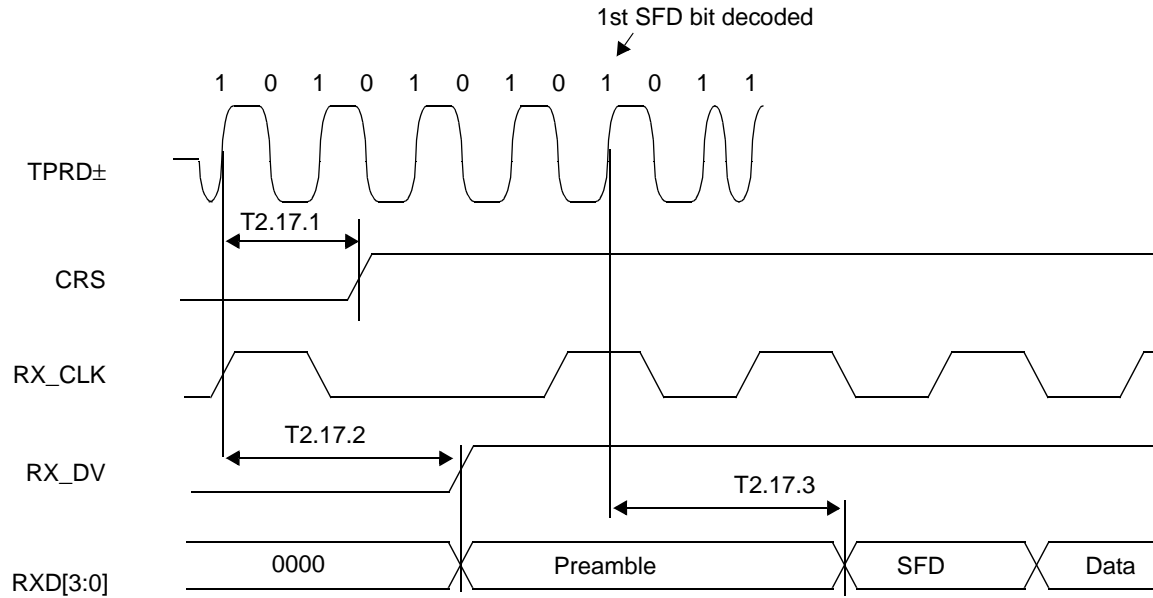 1st SFD bit decoded
1 0 1 0 1 0 1 0 1 0 1 1
TPRD±
T2.17.1
CRS
RX_CLK
T2.17.2
RX_DV
T2.17.3
RXD[3:0]
0000
Preamble
SFD
Data